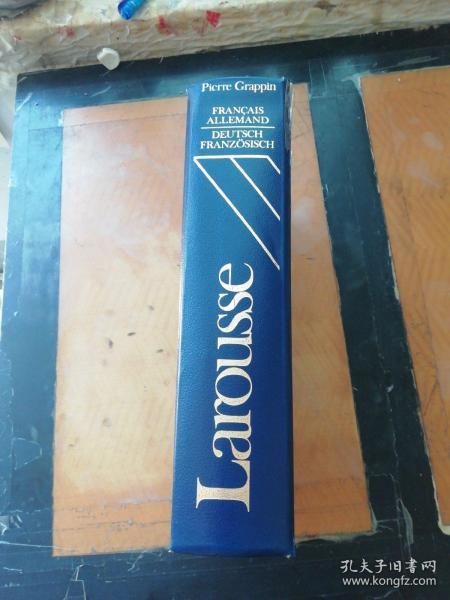 Pierre Grappin
FRANÇAIS
ALLEMAND
DEUTSCH
FRANZÖSISCH
Larousse
孔夫子旧书网
www.kongfz.com